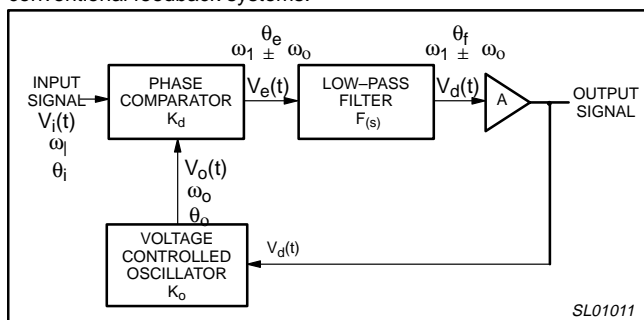 conventional feedback systems.
θe
ω1 ± ωo
θf
ω1 ± ωo
INPUT
SIGNAL
Vi(t)
ωI
θi
PHASE
COMPARATOR
Kd
Ve(t)
LOW–PASS
FILTER
F(s)
Vd(t)
A
OUTPUT
SIGNAL
Vo(t)
ωo
θo
VOLTAGE
CONTROLLED
OSCILLATOR
Ko
Vd(t)
SL01011